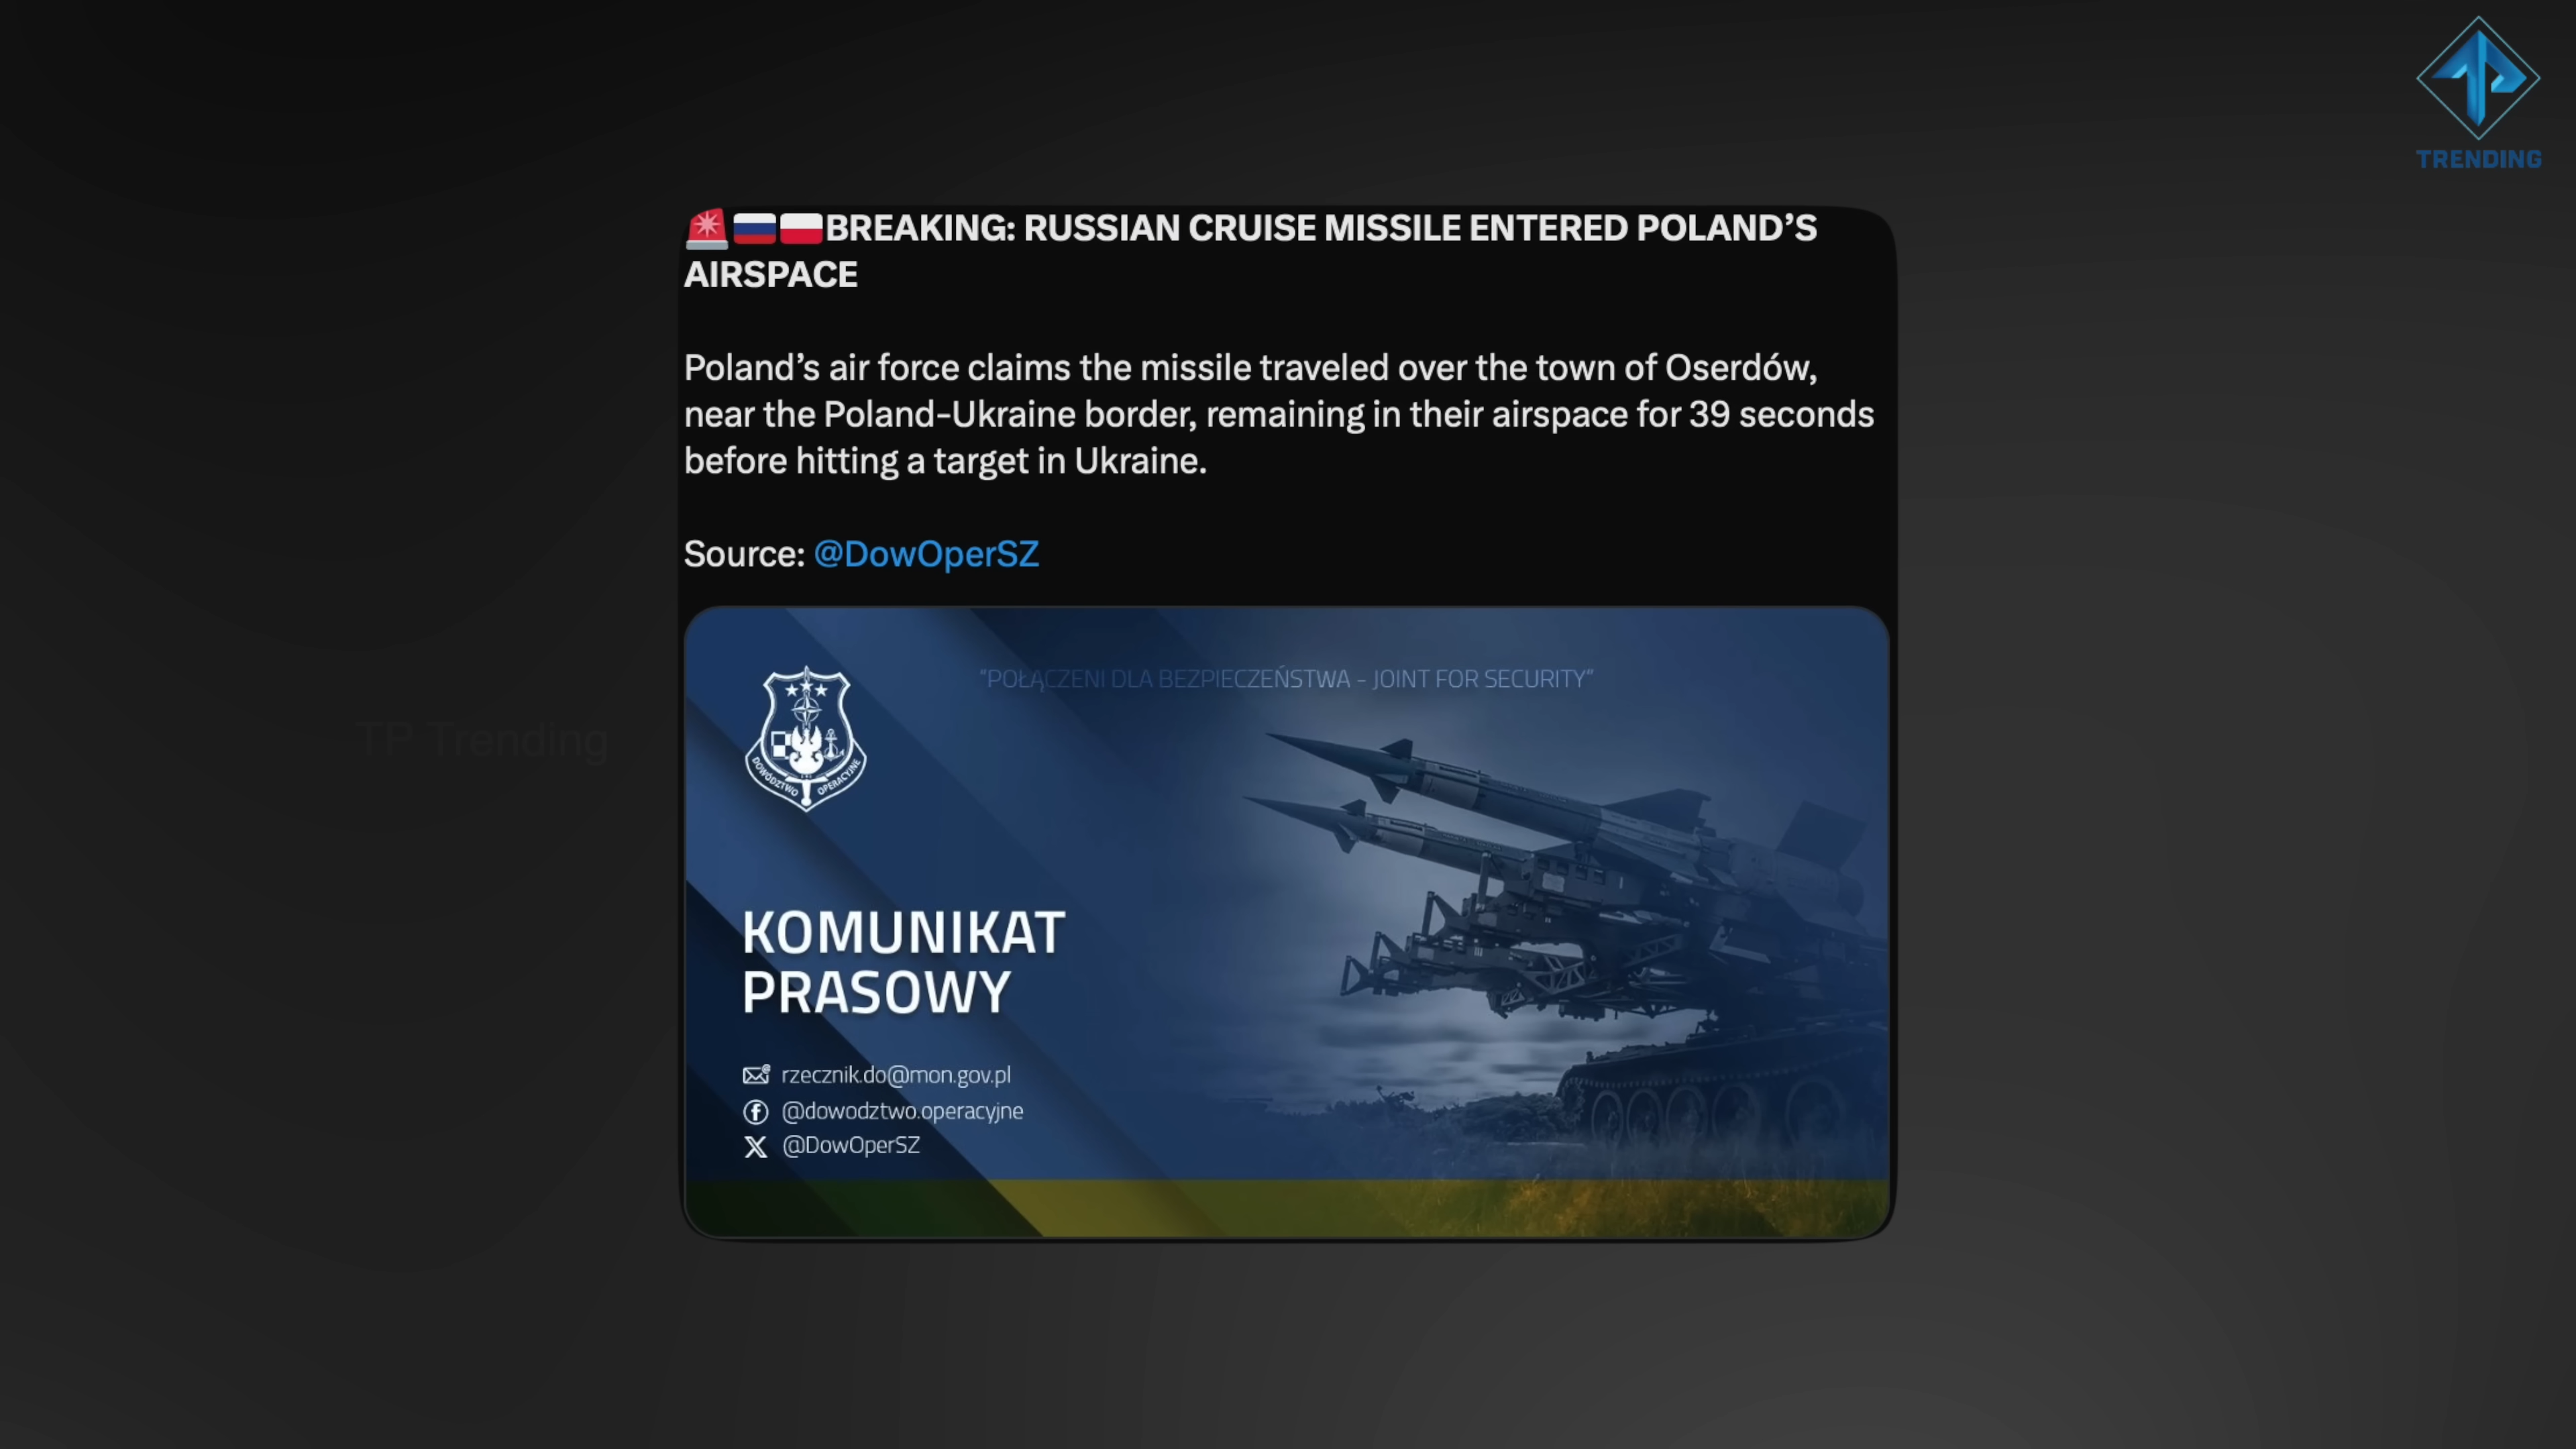 TRENDING
🚨🇷🇺🇵🇱BREAKING: RUSSIAN CRUISE MISSILE ENTERED POLAND’S
AIRSPACE
Poland’s air force claims the missile traveled over the town of Oserdów,
near the Poland-Ukraine border, remaining in their airspace for 39 seconds
before hitting a target in Ukraine.
Source: @DowOperSZ
“POŁĄCZENI DLA BEZPIECZEŃSTWA - JOINT FOR SECURITY”
DOWÓDZTWO OPERACYJNE
TP Trending
KOMUNIKAT
PRASOWY
rzecznik.do@mon.gov.pl
@dowodztwo.operacyjne
@DowOperSZ